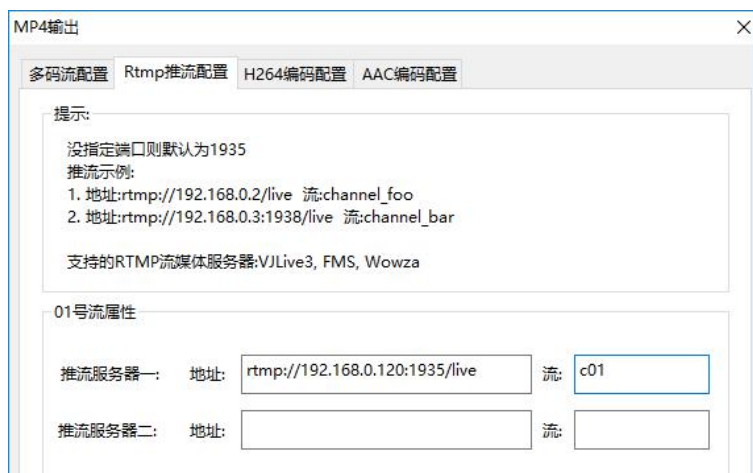 MP4输出
多码流配置 Rtmp推流配置 H264编码配置 AAC编码配置
提示:
没指定端口则默认为1935
推流示例:
1. 地址:rtmp://192.168.0.2/live 流:channel_foo
2. 地址:rtmp://192.168.0.3:1938/live 流:channel_bar
支持的RTMP流媒体服务器:VJLive3, FMS, Wowza
01号流属性
推流服务器一: 地址: rtmp://192.168.0.120:1935/live 流: c01
推流服务器二: 地址: 流: